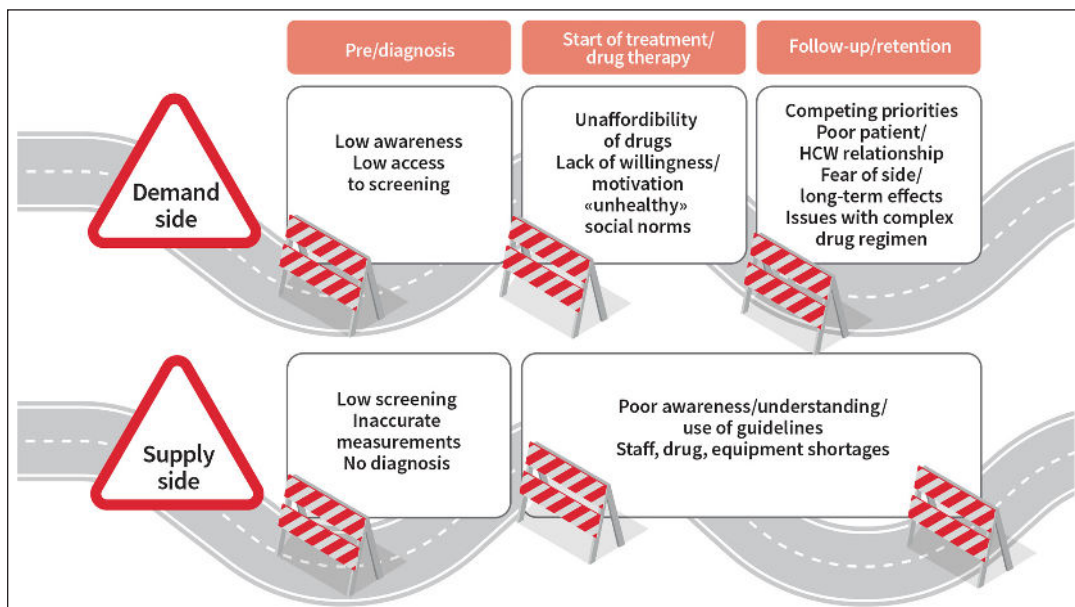 Pre/diagnosis
Start of treatment/
drug therapy
Follow-up/retention
Demand
side
Low awareness
Low access
to screening
Unaffordibility
of drugs
Lack of willingness/
motivation
«unhealthy»
social norms
Competing priorities
Poor patient/
HCW relationship
Fear of side/
long-term effects
Issues with complex
drug regimen
Supply
side
Low screening
Inaccurate
measurements
No diagnosis
Poor awareness/understanding/
use of guidelines
Staff, drug, equipment shortages